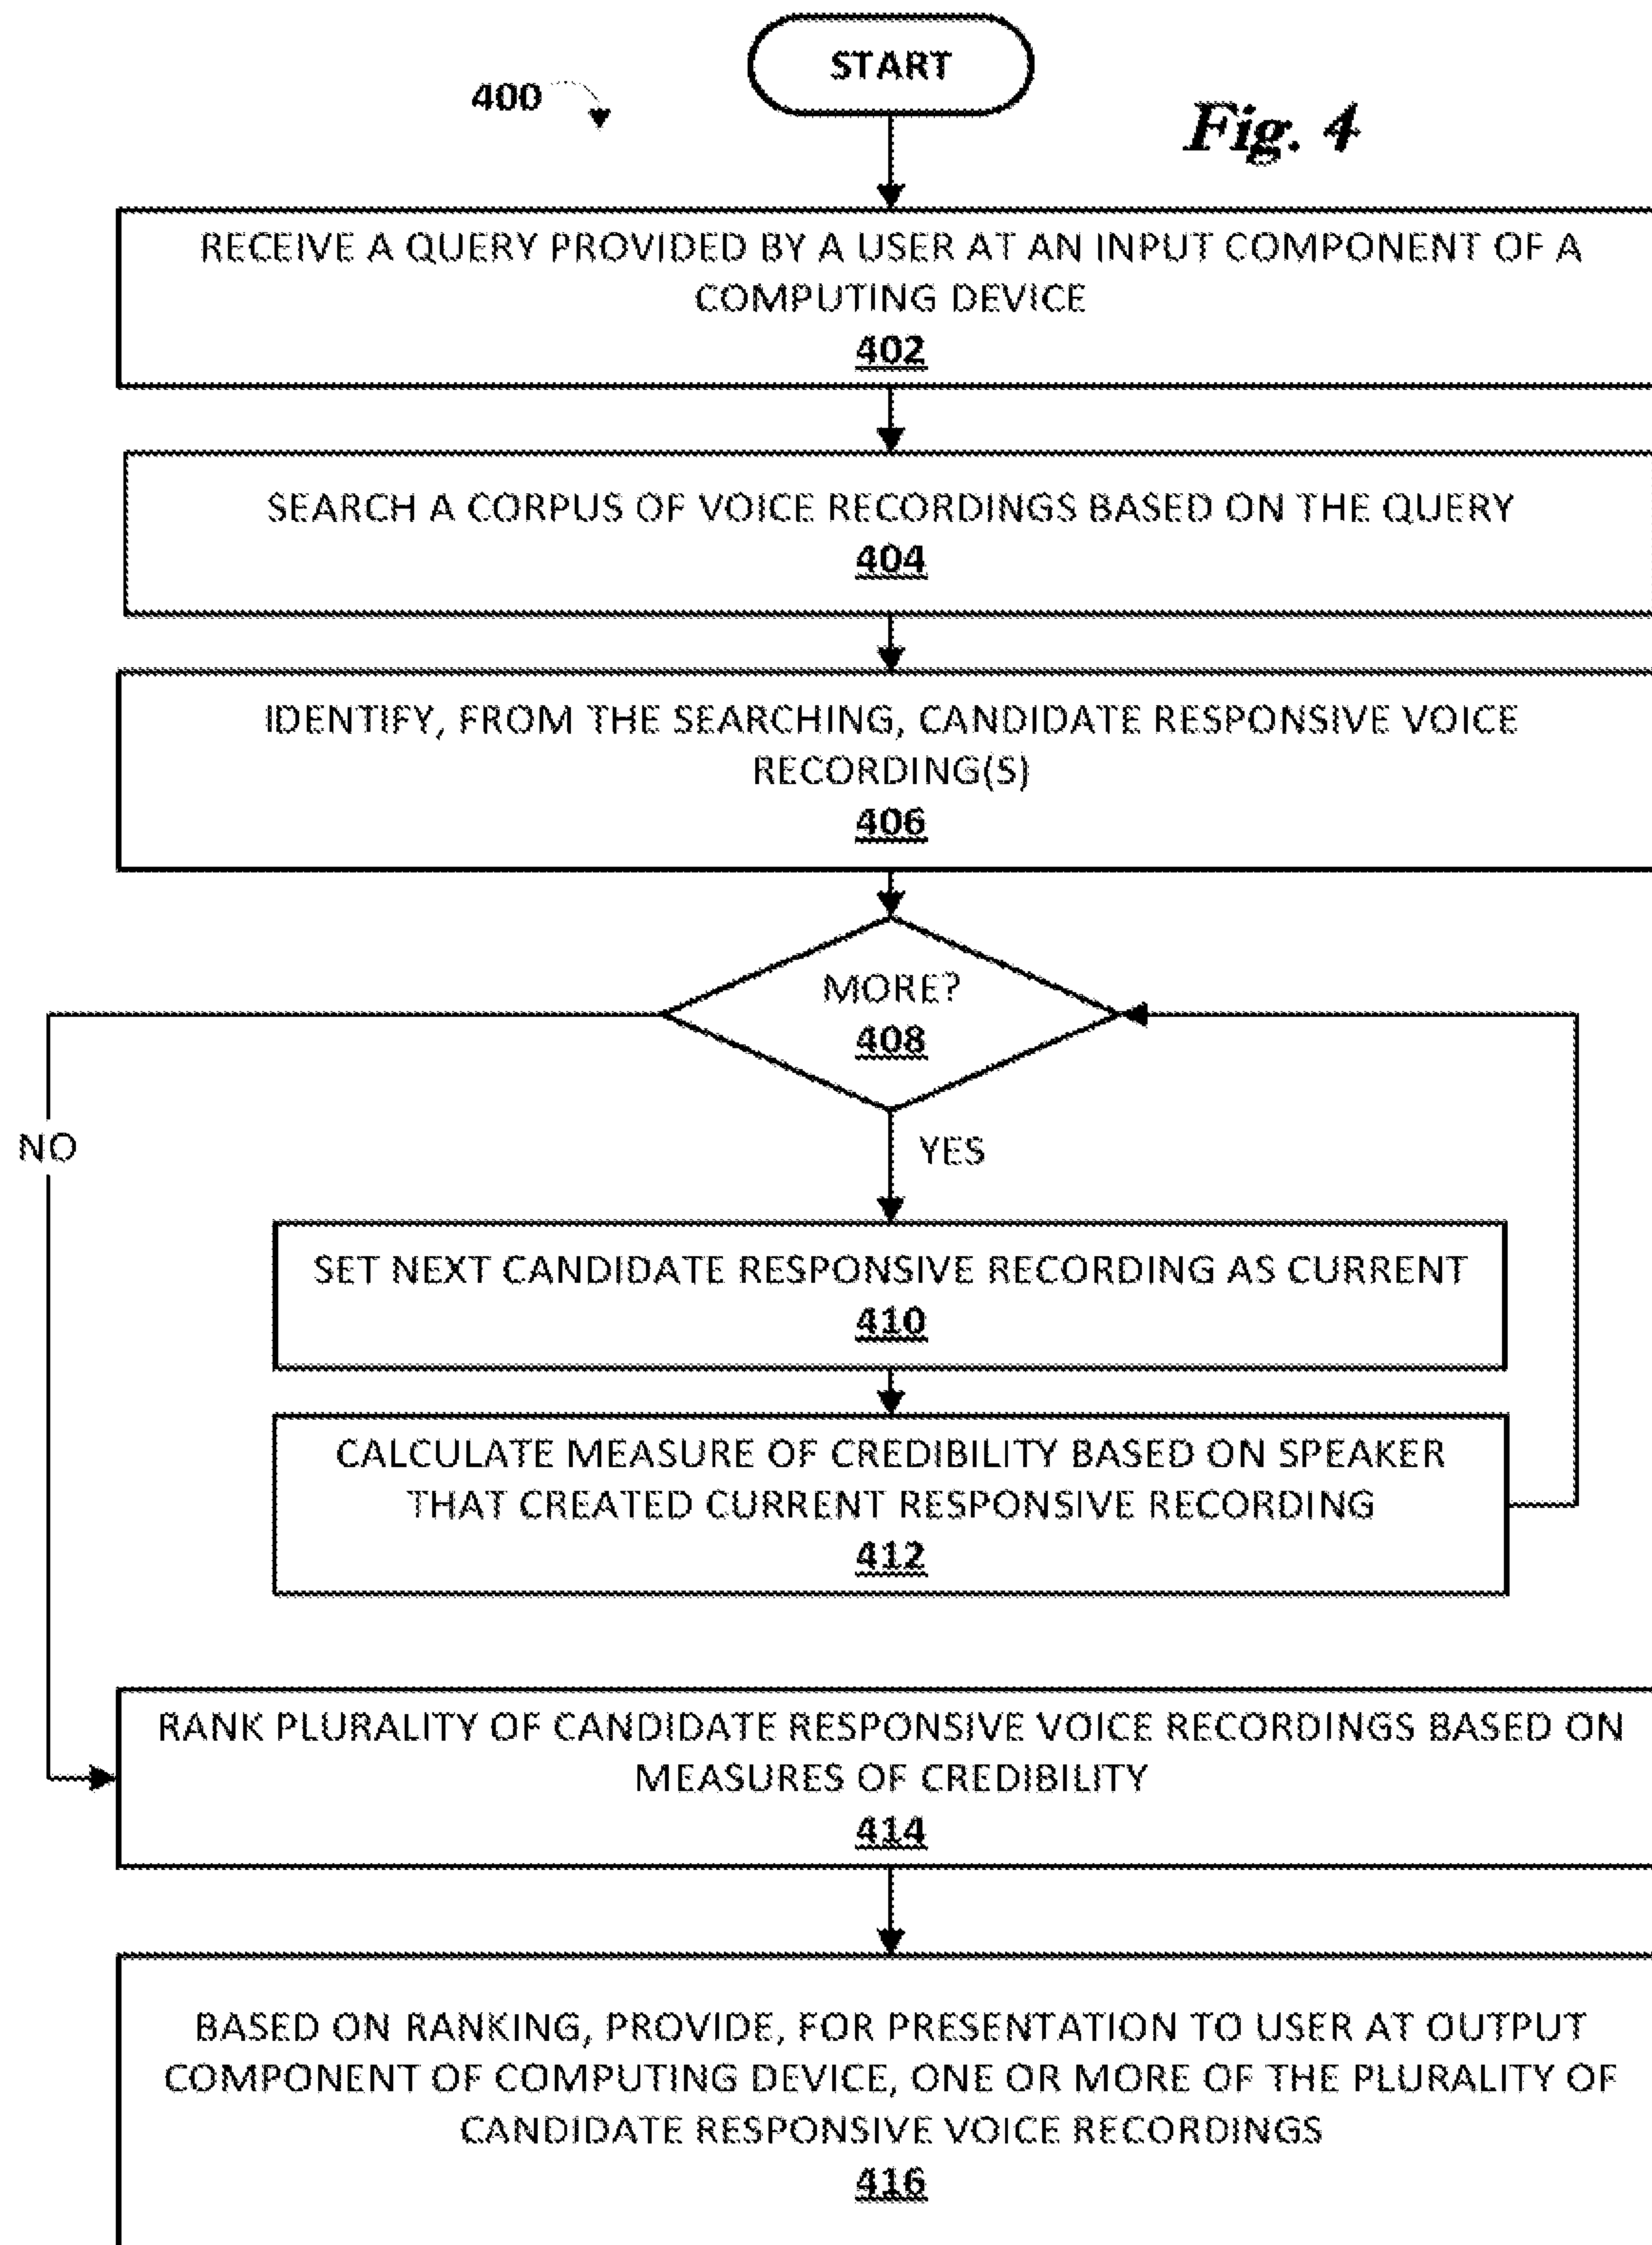 START
400
Fig. 4
RECEIVE A QUERY PROVIDED BY A USER AT AN INPUT COMPONENT OF A
COMPUTING DEVICE
402
SEARCH A CORPUS OF VOICE RECORDINGS BASED ON THE QUERY
404
IDENTIFY, FROM THE SEARCHING, CANDIDATE RESPONSIVE VOICE
RECORDING(S)
406
MORE?
408
NO
YES
SET NEXT CANDIDATE RESPONSIVE RECORDING AS CURRENT
410
CALCULATE MEASURE OF CREDIBILITY BASED ON SPEAKER
THAT CREATED CURRENT RESPONSIVE RECORDING
412
RANK PLURALITY OF CANDIDATE RESPONSIVE VOICE RECORDINGS BASED ON
MEASURES OF CREDIBILITY
414
BASED ON RANKING, PROVIDE, FOR PRESENTATION TO USER AT OUTPUT
COMPONENT OF COMPUTING DEVICE, ONE OR MORE OF THE PLURALITY OF
CANDIDATE RESPONSIVE VOICE RECORDINGS
416